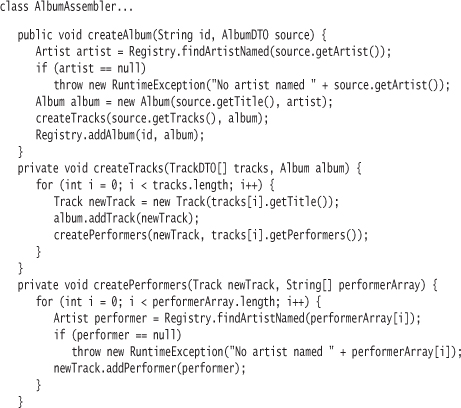 class AlbumAssembler...
public void createAlbum(String id, AlbumDTO source) {
Artist artist = Registry.findArtistNamed(source.getArtist());
if (artist == null)
throw new RuntimeException("No artist named " + source.getArtist());
Album album = new Album(source.getTitle(), artist);
createTracks(source.getTracks(), album);
Registry.addAlbum(id, album);
}
private void createTracks(TrackDTO[] tracks, Album album) {
for (int i = 0; i < tracks.length; i++) {
Track newTrack = new Track(tracks[i].getTitle());
album.addTrack(newTrack);
createPerformers(newTrack, tracks[i].getPerformers());
}
}
private void createPerformers(Track newTrack, String[] performerArray) {
for (int i = 0; i < performerArray.length; i++) {
Artist performer = Registry.findArtistNamed(performerArray[i]);
if (performer == null)
throw new RuntimeException("No artist named " + performerArray[i]);
newTrack.addPerformer(performer);
}
}